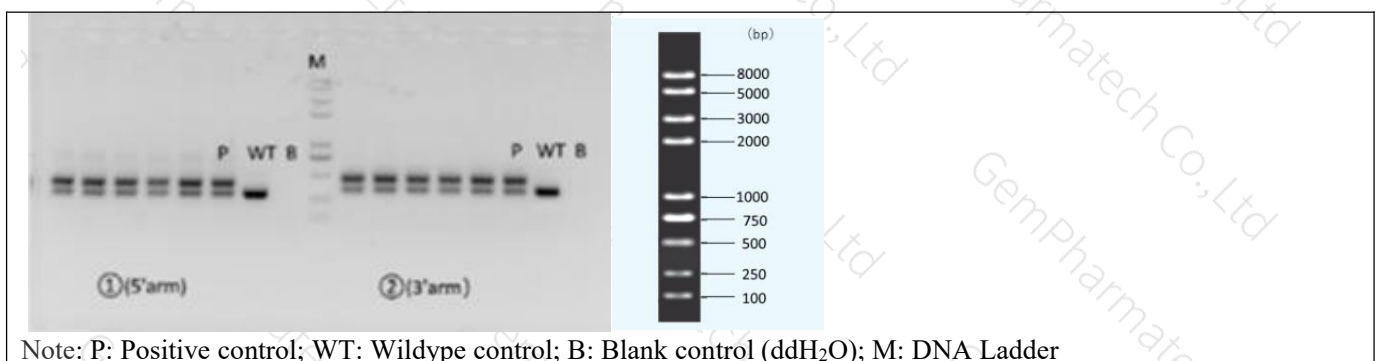 (bp)
M
8000
5000
3000
P WT B
P WT B
2000
1000
750
500
250
①(5'arm)
②(3'arm)
100
Note: P: Positive control; WT: Wildype control; B: Blank control (ddH₂O); M: DNA Ladder
GemPharmatech Co.,Ltd